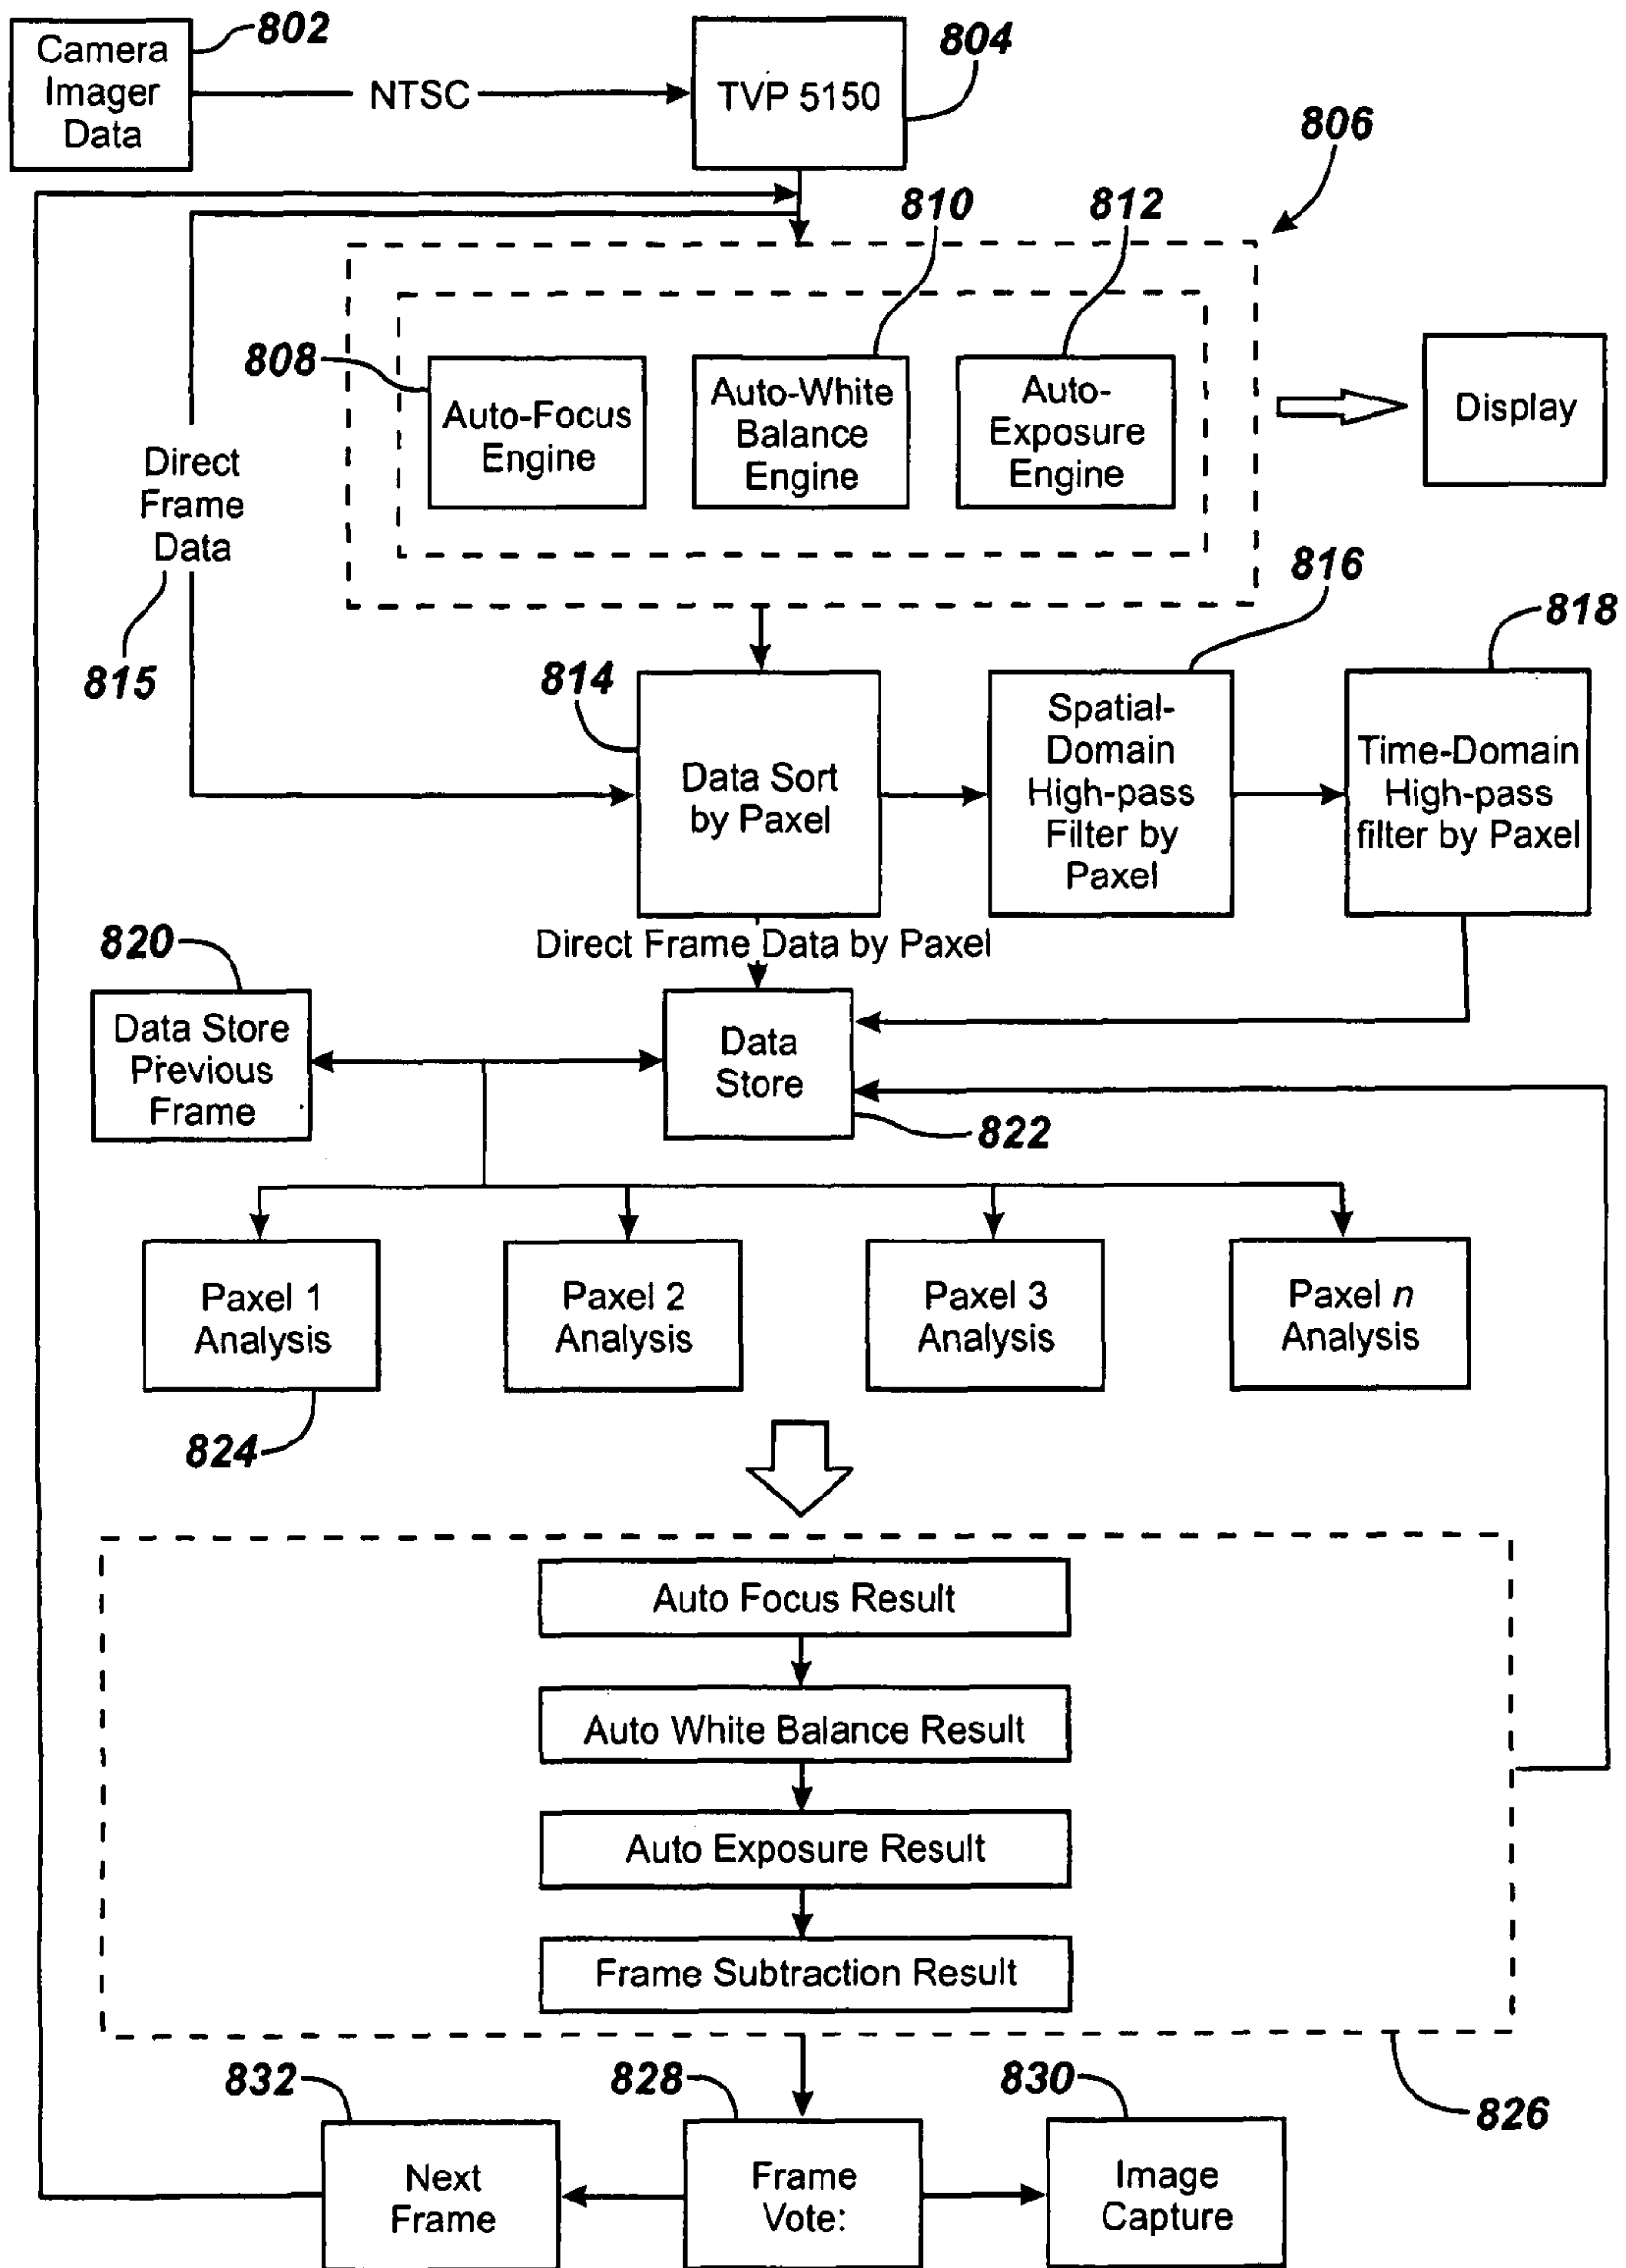 802
Camera
Imager
Data
NTSC
TVP 5150
804
806
810
812
808
Auto-Focus
Engine
Auto-White
Balance
Engine
Auto-
Exposure
Engine
Display
Direct
Frame
Data
815
816
818
814
Data Sort
by Paxel
Spatial-
Domain
High-pass
Filter by
Paxel
Time-Domain
High-pass
filter by Paxel
Direct Frame Data by Paxel
820
Data Store
Previous
Frame
Data
Store
822
Paxel 1
Analysis
Paxel 2
Analysis
Paxel 3
Analysis
Paxel n
Analysis
824
Auto Focus Result
Auto White Balance Result
Auto Exposure Result
Frame Subtraction Result
826
832
828
830
Next
Frame
Frame
Vote:
Image
Capture